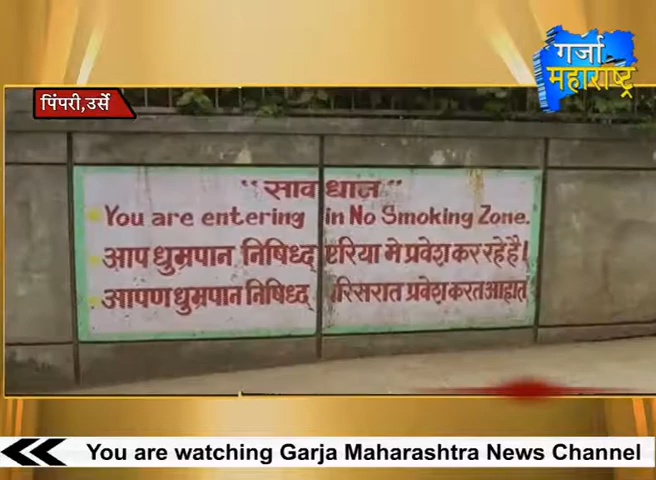 गर्जा
महाराष्ट्र
पिंपरी,उर्से
"सावधान"
You are entering in No Smoking Zone.
आप धुम्रपान निषिध्द एरिया मे प्रवेश कर रहे है।
आपण धुम्रपान निषिध्द परिसरात प्रवेश करत आहात
You are watching Garja Maharashtra News Channel